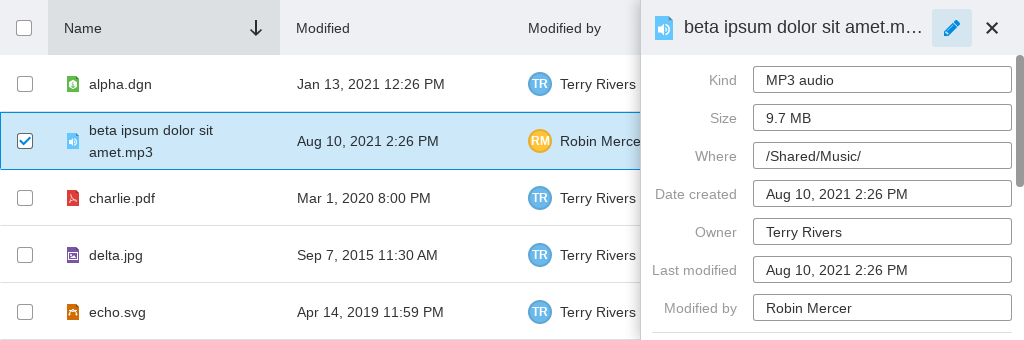 Name
Modified
Modified by
alpha.dgn
Jan 13, 2021 12:26 PM
TR
Terry Rivers
beta ipsum dolor sit
amet.mp3
Aug 10, 2021 2:26 PM
RM
Robin Merce
charlie.pdf
Mar 1, 2020 8:00 PM
TR
Terry Rivers
delta.jpg
Sep 7, 2015 11:30 AM
TR
Terry Rivers
echo.svg
Apr 14, 2019 11:59 PM
TR
Terry Rivers
beta ipsum dolor sit amet.m…
Kind
MP3 audio
Size
9.7 MB
Where
/Shared/Music/
Date created
Aug 10, 2021 2:26 PM
Owner
Terry Rivers
Last modified
Aug 10, 2021 2:26 PM
Modified by
Robin Mercer